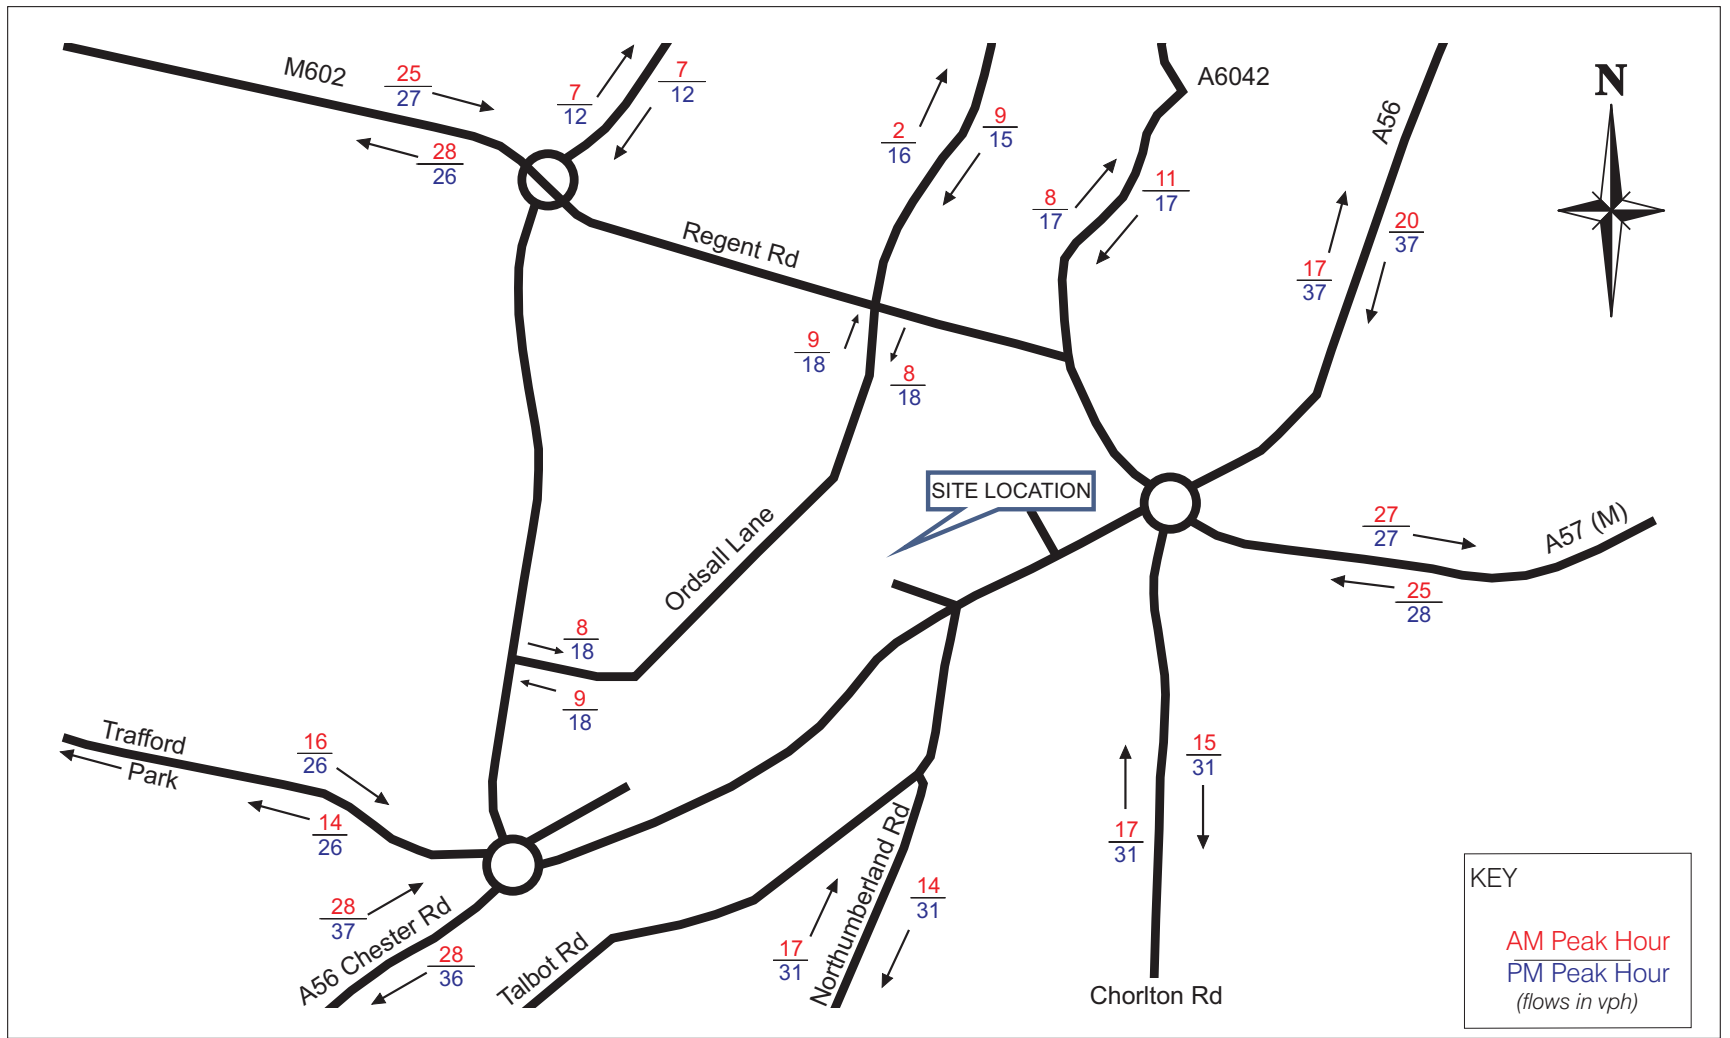 M602
25
27
28
26
7
12
7
12
2
16
9
15
A6042
8
17
11
17
A56
17
37
20
37
N
Regent Rd
9
18
8
18
SITE LOCATION
Ordsall Lane
27
27
A57 (M)
25
28
8
18
9
18
Trafford
Park
16
26
14
26
15
31
17
31
28
37
A56 Chester Rd
28
36
Talbot Rd
17
31
Northumberland Rd
14
31
Chorlton Rd
KEY
AM Peak Hour
PM Peak Hour
(flows in vph)